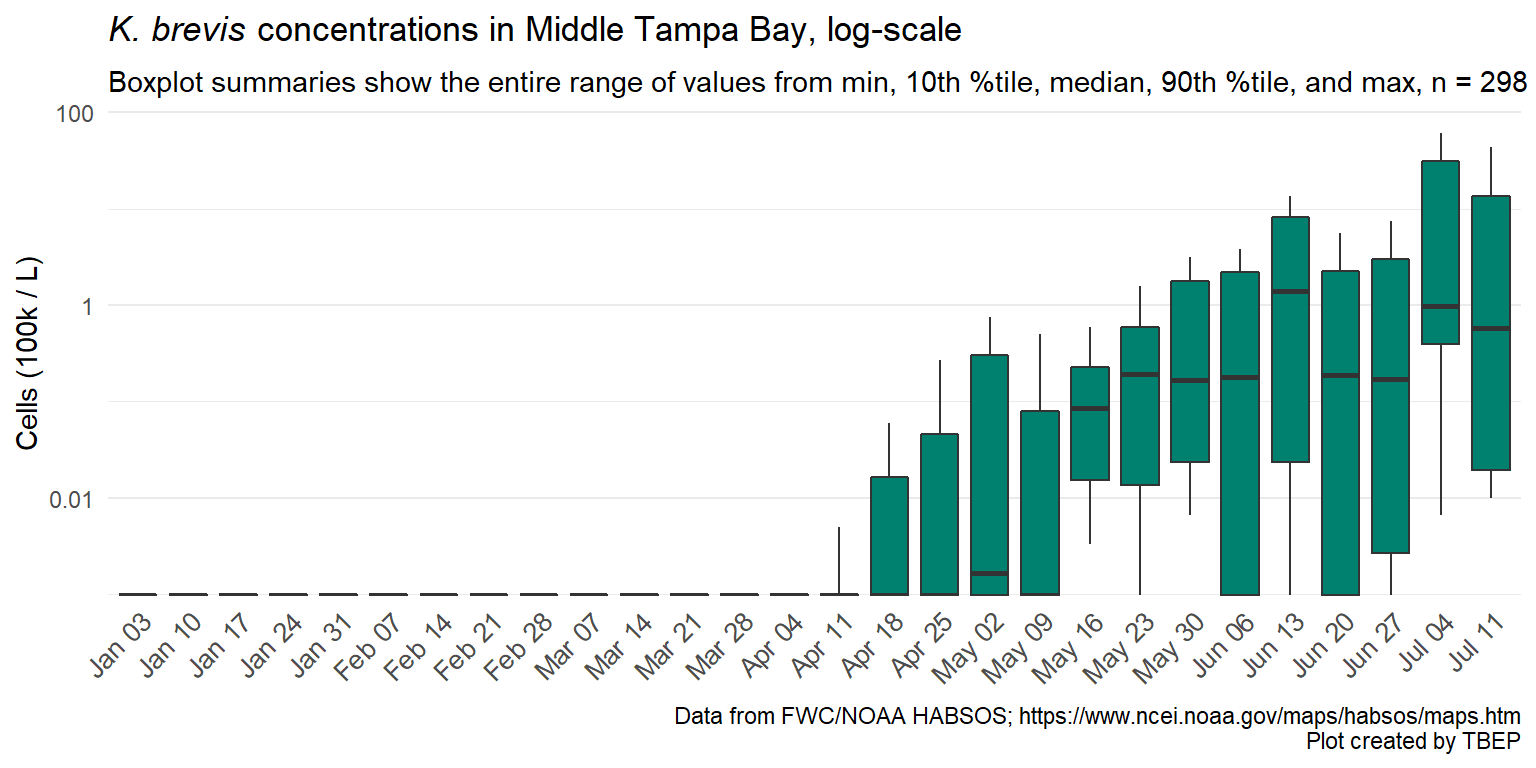 K. brevis concentrations in Middle Tampa Bay, log-scale
Boxplot summaries show the entire range of values from min, 10th %tile, median, 90th %tile, and max, n = 298
100
1
0.01
Cells (100k / L)
Jan 03
Jan 10
Jan 17
Jan 24
Jan 31
Feb 07
Feb 14
Feb 21
Feb 28
Mar 07
Mar 14
Mar 21
Mar 28
Apr 04
Apr 11
Apr 18
Apr 25
May 02
May 09
May 16
May 23
May 30
Jun 06
Jun 13
Jun 20
Jun 27
Jul 04
Jul 11
Data from FWC/NOAA HABSOS; https://www.ncei.noaa.gov/maps/habsos/maps.htm
Plot created by TBEP